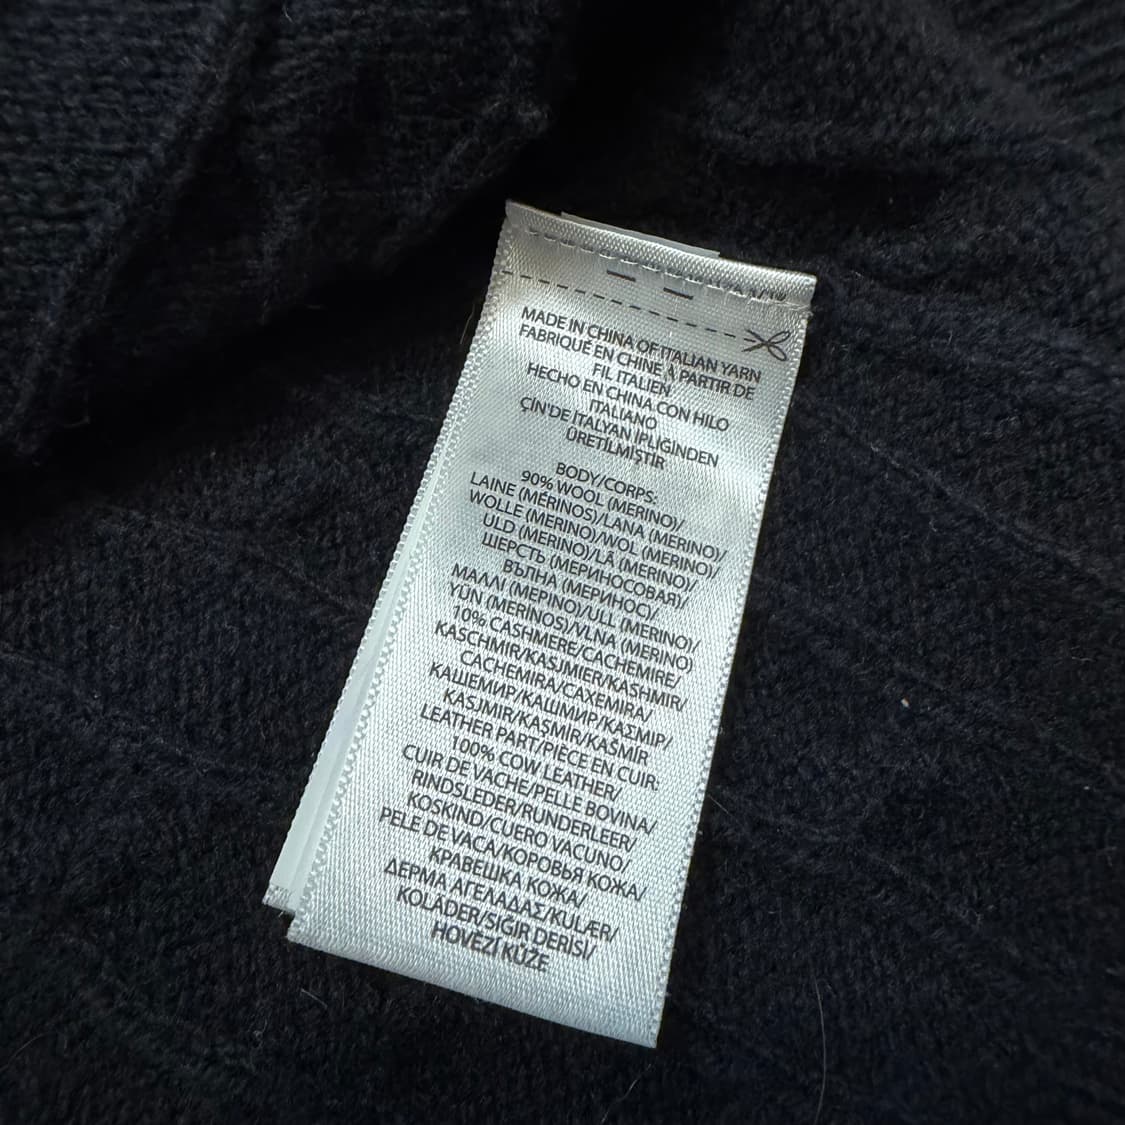 MADE IN CHINA OF ITALIAN YARN
FABRIQUÉ EN CHINE À PARTIR DE
FIL ITALIEN
HECHO EN CHINA CON HILO
ITALIANO
ÇİN'DE İTALYAN İPLİĞİNDEN
ÜRETİLMİŞTİR
BODY/CORPS:
90% WOOL (MERINO)/
LAINE (MÉRINOS)/LANA (MERINO)/
WOLLE (MERINO)/WOL (MERINO)/
ULD (MERINO)/LÃ (MERINO)/
ШЕРСТЬ (МЕРИНОСОВАЯ)/
ВЪЛНА (МЕРИНОС)/
ΜΑΛΛΙ (ΜΕΡΙΝΟ)/ULL (MERINO)/
YÜN (MERİNOS)/VLNA (MERINO)
10% CASHMERE/CACHEMIRE/
KASCHMIR/KASJMIER/KASHMIR/
CACHEMIRA/CAXEMIRA/
КАШЕМИР/КАШМИР/ΚΑΣΜΙΡ/
KASJMIR/KAŞMİR/KAŠMÍR
LEATHER PART/PIÈCE EN CUIR:
100% COW LEATHER/
CUIR DE VACHE/PELLE BOVINA/
RINDSLEDER/RUNDERLEER/
KOSKIND/CUERO VACUNO/
PELE DE VACA/КОРОВЬЯ КОЖА/
КРАВЕШКА КОЖА/
ΔΕΡΜΑ ΑΓΕΛΑΔΑΣ/KULÆR/
KOLÄDER/SIĞIR DERİSİ/
HOVĚZÍ KŮŽE